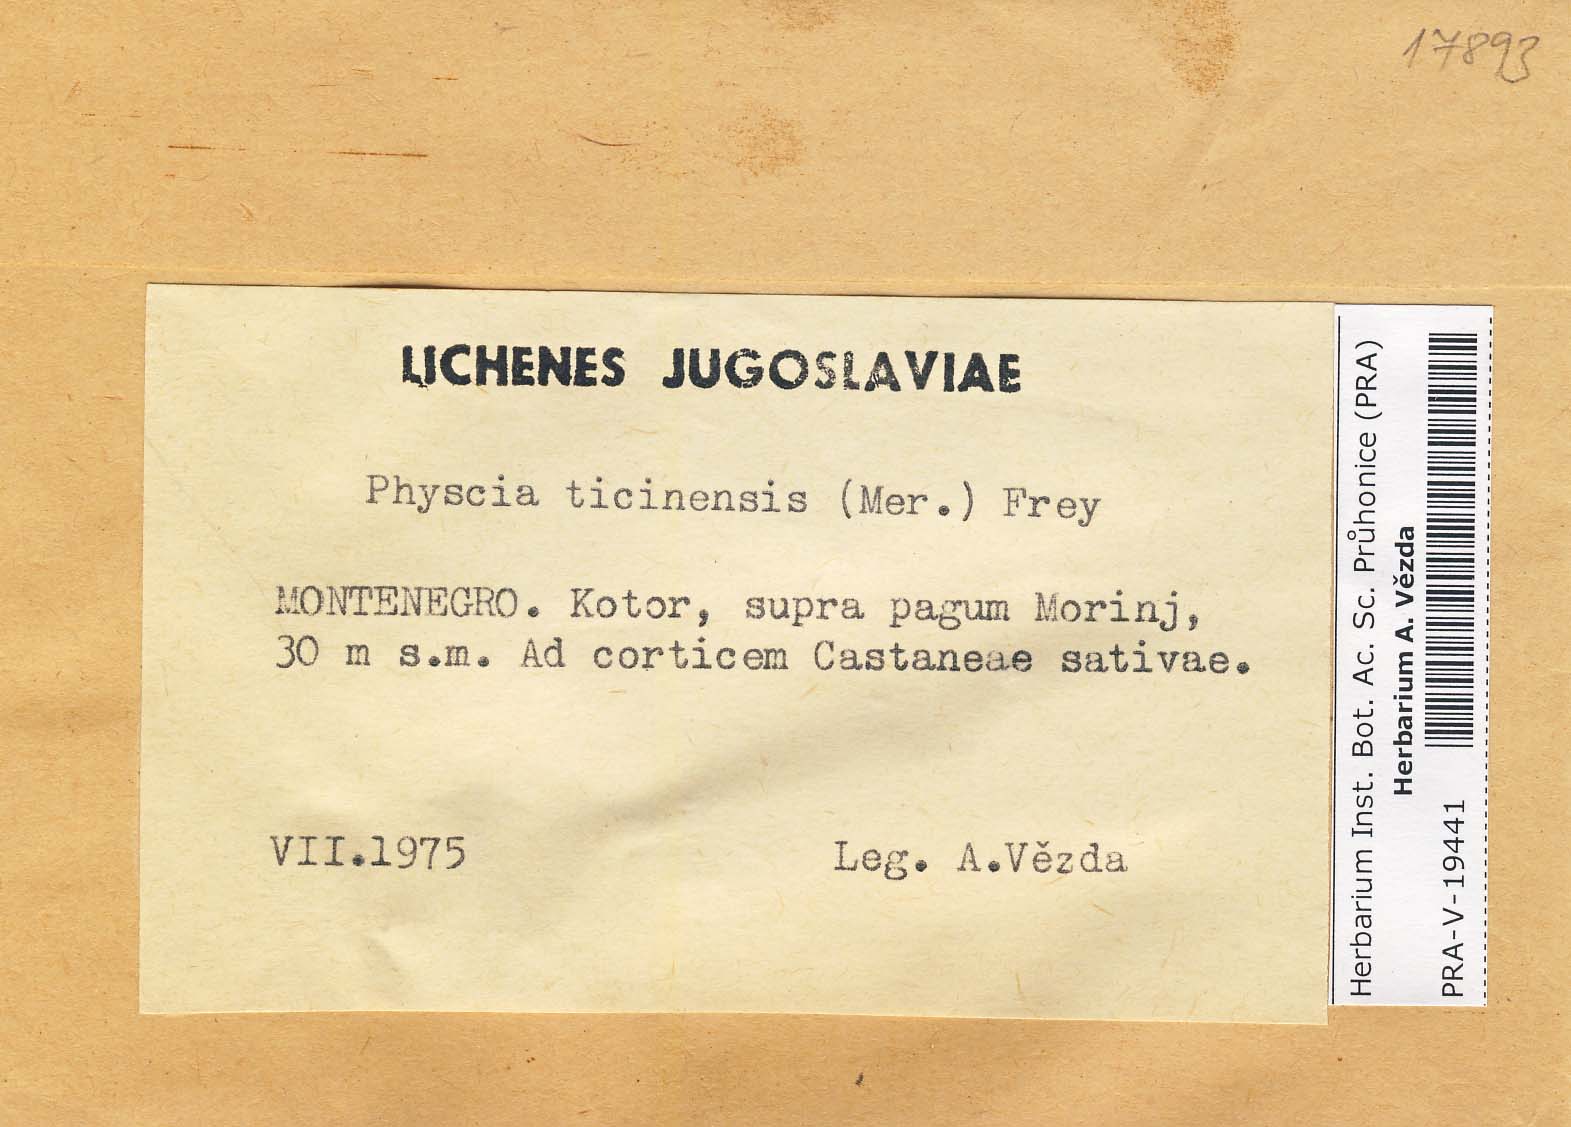 17893
LICHENES JUGOSLAVIAE
Physcia ticinensis (Mer.) Frey
MONTENEGRO. Kotor, supra pagum Morinj,
30 m s.m. Ad corticem Castaneae sativae.
VII.1975 Leg. A.Vězda
Herbarium Inst. Bot. Ac. Sc. Průhonice (PRA)
Herbarium A. Vězda
PRA-V-19441